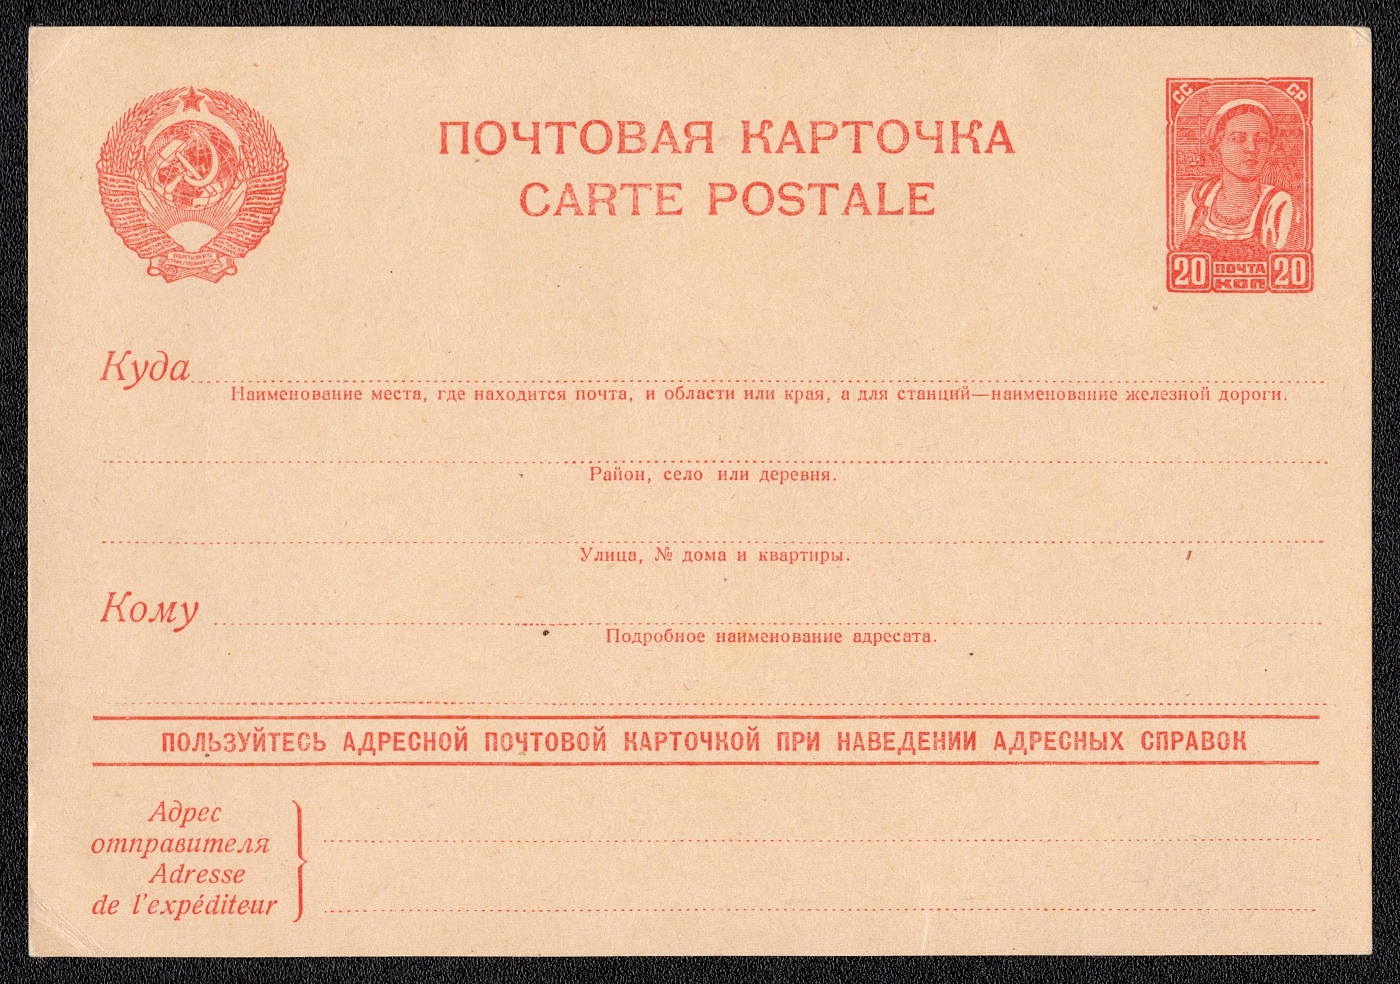 ПОЧТОВАЯ КАРТОЧКА
CARTE POSTALE
СС СР
20 ПОЧТА 20
КОП
Куда
Наименование места, где находится почта, и области или края, а для станций—наименование железной дороги.
Район, село или деревня.
Улица, № дома и квартиры.
Кому
Подробное наименование адресата.
ПОЛЬЗУЙТЕСЬ АДРЕСНОЙ ПОЧТОВОЙ КАРТОЧКОЙ ПРИ НАВЕДЕНИИ АДРЕСНЫХ СПРАВОК
Адрес
отправителя
Adresse
de l'expéditeur